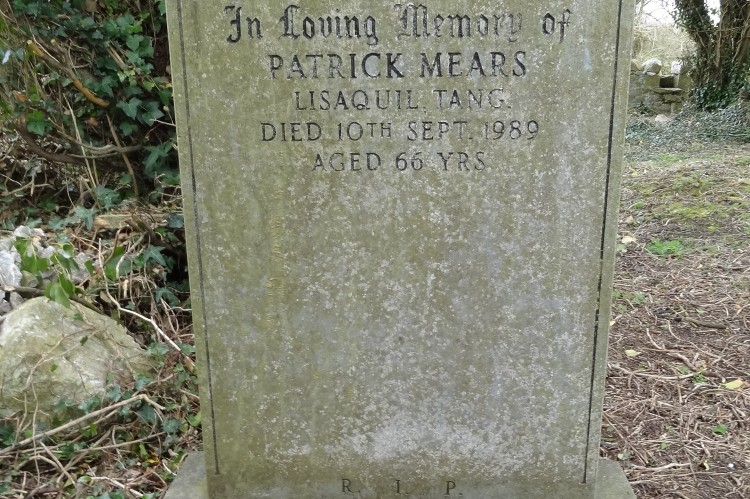 In Loving Memory of
PATRICK MEARS
LISAQUIL, TANG.
DIED 10TH SEPT. 1989
AGED 66 YRS
R. I. P.